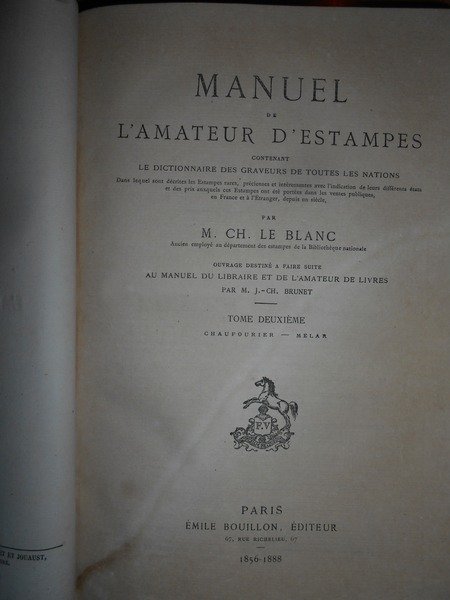 MANUEL
DE
L'AMATEUR D'ESTAMPES
CONTENANT
LE DICTIONNAIRE DES GRAVEURS DE TOUTES LES NATIONS
Dans lequel sont décrites les Estampes rares, précieuses et intéressantes avec l'indication de leurs différents états
et des prix auxquels ces Estampes ont été portées dans les ventes publiques,
en France et à l'Étranger, depuis un siècle,
PAR
M. CH. LE BLANC
Ancien employé au département des estampes de la Bibliothèque nationale
OUVRAGE DESTINÉ A FAIRE SUITE
AU MANUEL DU LIBRAIRE ET DE L'AMATEUR DE LIVRES
PAR M. J.-CH. BRUNET
TOME DEUXIÈME
CHAUFOURIER — MELAR
F.V
PARIS
ÉMILE BOUILLON, ÉDITEUR
67, RUE RICHELIEU, 67
1856-1888
ET JOUAUST,